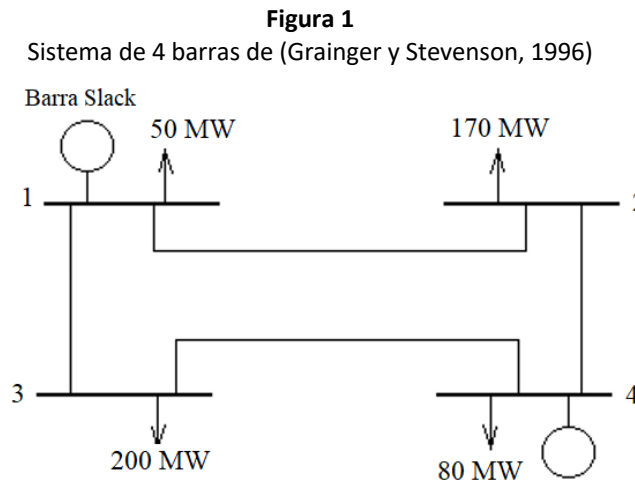 Figura 1
Sistema de 4 barras de (Grainger y Stevenson, 1996)
Barra Slack
50 MW
170 MW
1
2
3
4
200 MW
80 MW